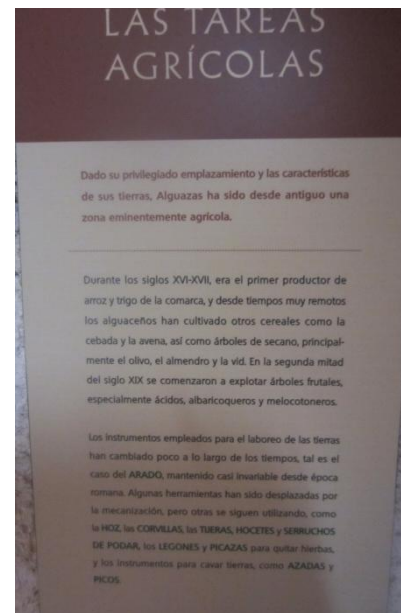 LAS TAREAS
AGRÍCOLAS
Dado su privilegiado emplazamiento y las características
de sus tierras, Alguazas ha sido desde antiguo una
zona eminentemente agrícola.
Durante los siglos XVI-XVII, era el primer productor de
arroz y trigo de la comarca, y desde tiempos muy remotos
los alguaceños han cultivado otros cereales como la
cebada y la avena, así como árboles de secano, principal-
mente el olivo, el almendro y la vid. En la segunda mitad
del siglo XIX se comenzaron a explotar árboles frutales,
especialmente ácidos, albaricoqueros y melocotoneros.
Los instrumentos empleados para el laboreo de las tierras
han cambiado poco a lo largo de los tiempos, tal es el
caso del ARADO, mantenido casi invariable desde época
romana. Algunas herramientas han sido desplazadas por
la mecanización, pero otras se siguen utilizando, como
la HOZ, las CORVILLAS, las TIJERAS, HOCETES y SERRUCHOS
DE PODAR, los LEGONES y PICAZAS para quitar hierbas,
y los instrumentos para cavar tierras, como AZADAS y
PICOS.